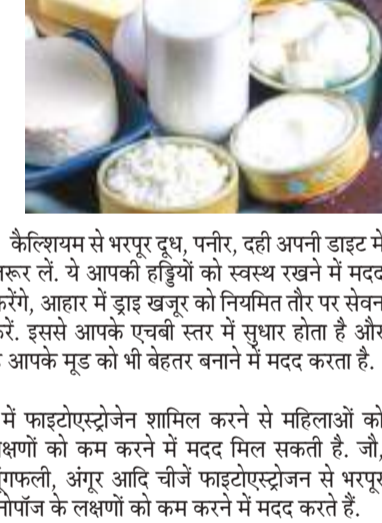 कैल्शियम से भरपूर दूध, पनीर, दही अपनी डाइट में
जरूर लें. ये आपकी हड्डियों को स्वस्थ रखने में मदद
करेंगे, आहार में ड्राइ खजूर को नियमित तौर पर सेवन
करें. इससे आपके एचबी स्तर में सुधार होता है और
आपके मूड को भी बेहतर बनाने में मदद करता है.
में फाइटोएस्ट्रोजेन शामिल करने से महिलाओं को
लक्षणों को कम करने में मदद मिल सकती है. जौ,
मूंगफली, अंगूर आदि चीजें फाइटोएस्ट्रोजन से भरपूर
मेनोपॉज के लक्षणों को कम करने में मदद करते हैं.